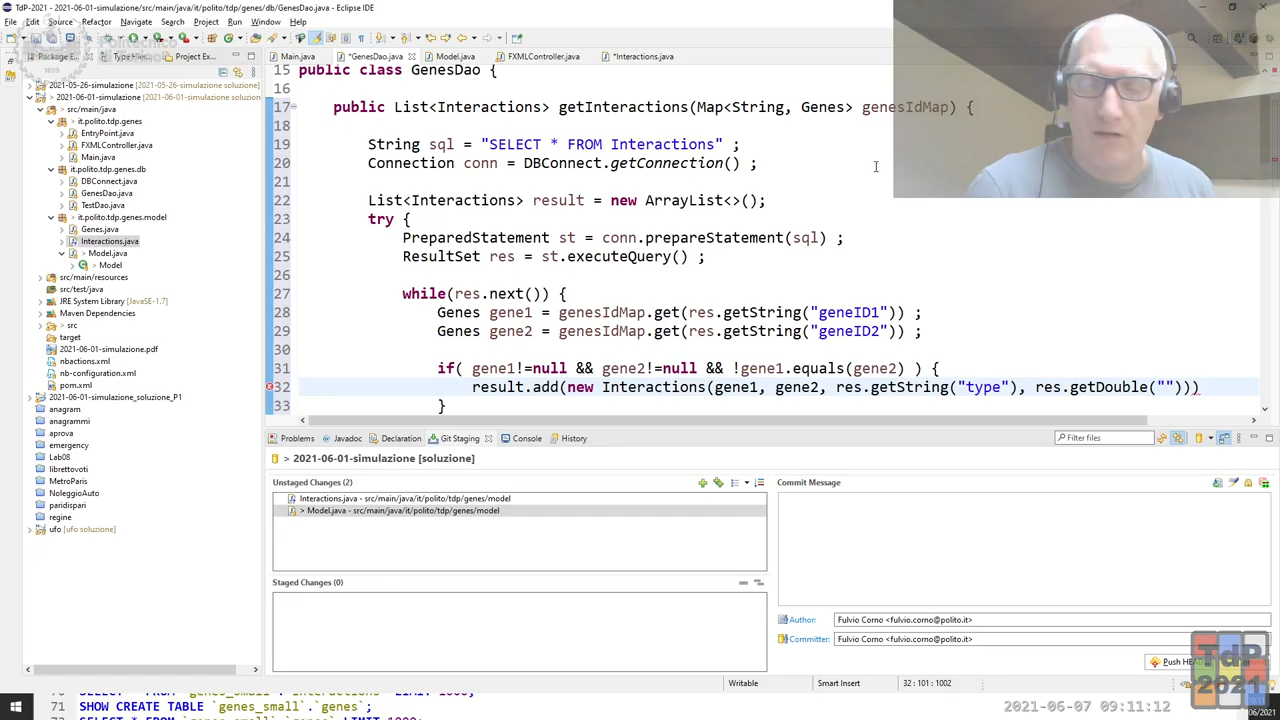 TdP-2021 - 2021-06-01-simulazione/src/main/java/it/polito/tdp/genes/db/GenesDao.java - Eclipse IDE
File Edit Source Refactor Navigate Search Project Run Window Help
Package E... Type Hier... Project Ex...
Main.java *GenesDao.java Model.java FXMLController.java *Interactions.java
2021-05-26-simulazione [2021-05-26-simulazione soluzione]
> 2021-06-01-simulazione [2021-06-01-simulazione soluzion
> src/main/java
> it.polito.tdp.genes
EntryPoint.java
FXMLController.java
Main.java
it.polito.tdp.genes.db
DBConnect.java
GenesDao.java
TestDao.java
> it.polito.tdp.genes.model
Genes.java
Interactions.java
> Model.java
> Model
src/main/resources
src/test/java
JRE System Library [JavaSE-1.7]
Maven Dependencies
> src
target
2021-06-01-simulazione.pdf
nbactions.xml
nb-configuration.xml
pom.xml
> 2021-06-01-simulazione_soluzione_P1
anagram
anagrammi
aprova
emergency
Lab08
librettovoti
MetroParis
NoleggioAuto
paridispari
regine
> ufo [ufo soluzione]
15 public class GenesDao {
16
17 public List<Interactions> getInteractions(Map<String, Genes> genesIdMap) {
18
19 String sql = "SELECT * FROM Interactions" ;
20 Connection conn = DBConnect.getConnection() ;
21
22 List<Interactions> result = new ArrayList<>();
23 try {
24 PreparedStatement st = conn.prepareStatement(sql) ;
25 ResultSet res = st.executeQuery() ;
26
27 while(res.next()) {
28 Genes gene1 = genesIdMap.get(res.getString("geneID1")) ;
29 Genes gene2 = genesIdMap.get(res.getString("geneID2")) ;
30
31 if( gene1!=null && gene2!=null && !gene1.equals(gene2) ) {
32 result.add(new Interactions(gene1, gene2, res.getString("type"), res.getDouble("")))
33 }
Problems Javadoc Declaration Git Staging Console History
Filter files
> 2021-06-01-simulazione [soluzione]
Unstaged Changes (2)
Interactions.java - src/main/java/it/polito/tdp/genes/model
> Model.java - src/main/java/it/polito/tdp/genes/model
Staged Changes (0)
Commit Message
Author: Fulvio Corno <fulvio.corno@polito.it>
Committer: Fulvio Corno <fulvio.corno@polito.it>
Push HEAD
Writable Smart Insert 32 : 101 : 1002
71 SHOW CREATE TABLE `genes_small`.`genes`;
TdP
2021
2021-06-07 09:11:12